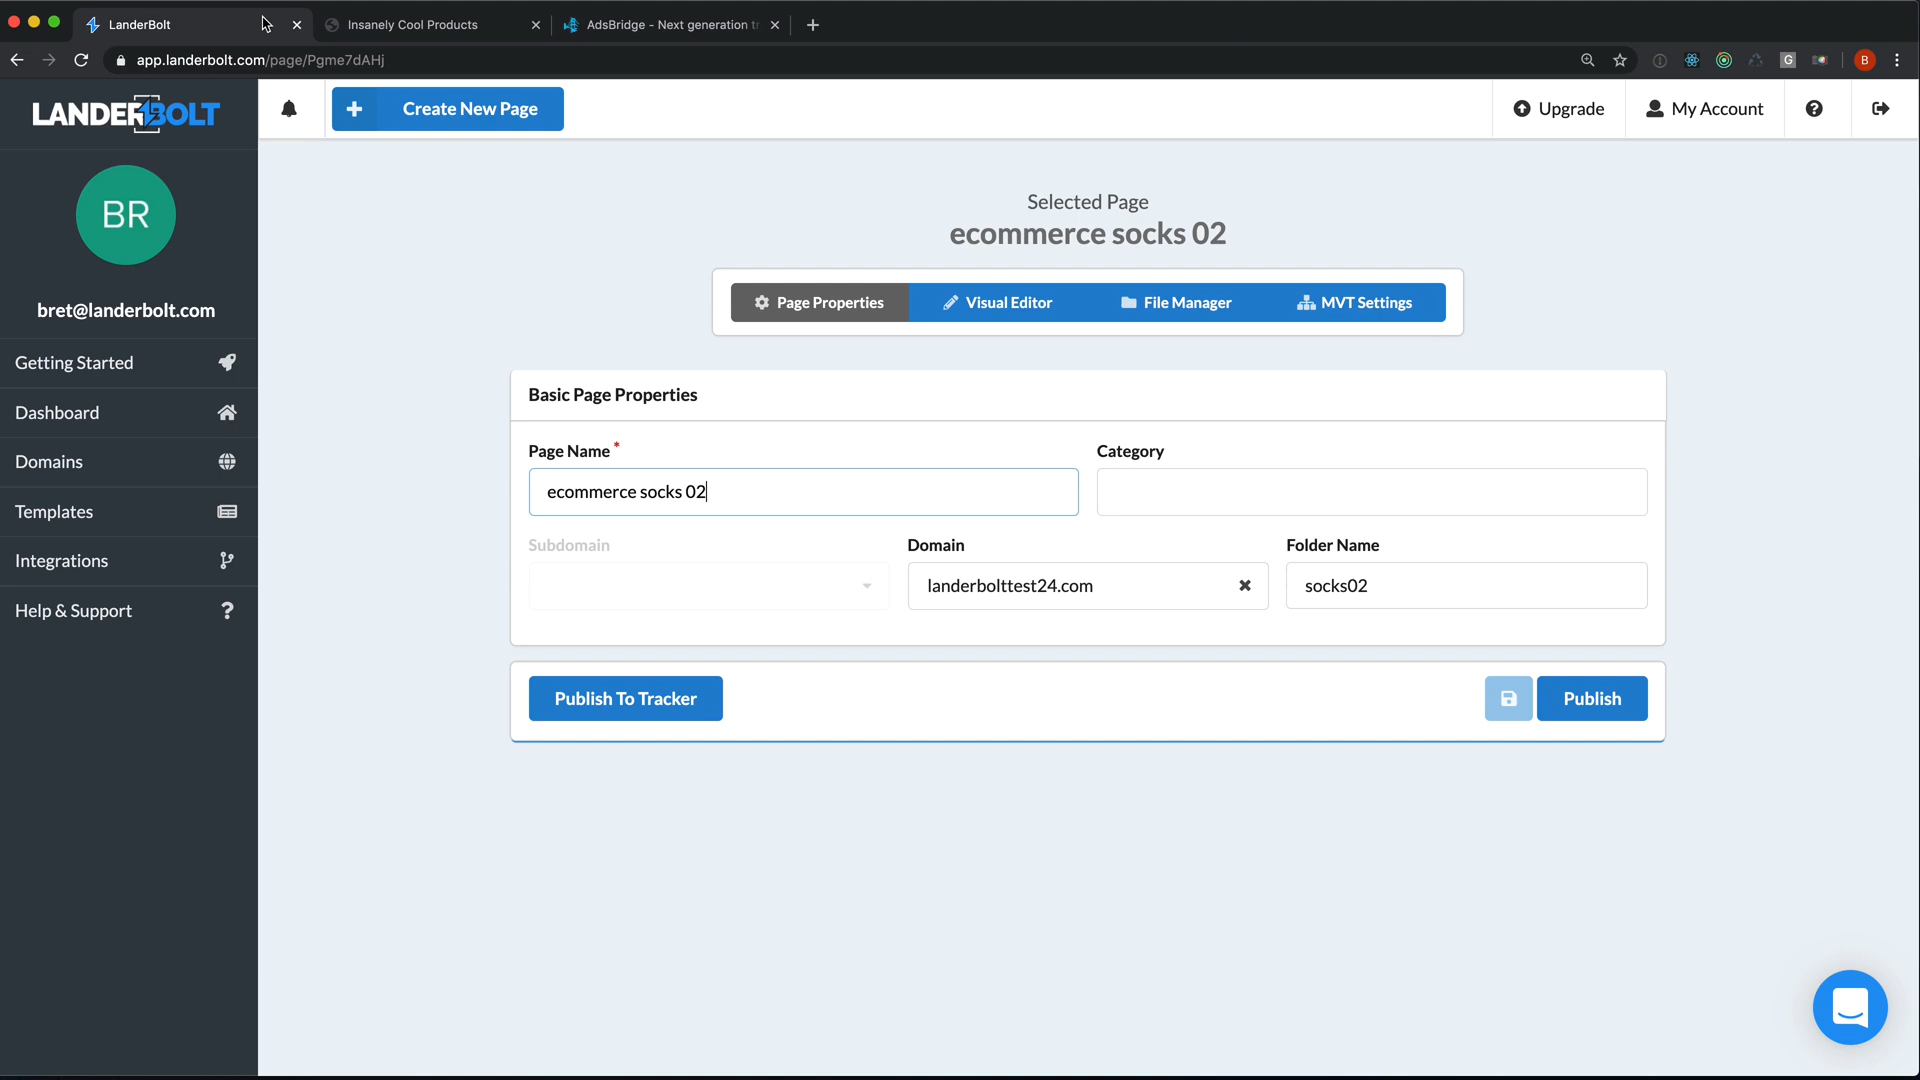 LanderBolt
Insanely Cool Products
AdsBridge - Next generation tr
app.landerbolt.com/page/Pgme7dAHj
G
B
LANDERBOLT
Create New Page
Upgrade
My Account
BR
bret@landerbolt.com
Getting Started
Dashboard
Domains
Templates
Integrations
Help & Support
Selected Page
ecommerce socks 02
Page Properties
Visual Editor
File Manager
MVT Settings
Basic Page Properties
Page Name *
Category
ecommerce socks 02
Subdomain
Domain
Folder Name
landerbolttest24.com
socks02
Publish To Tracker
Publish